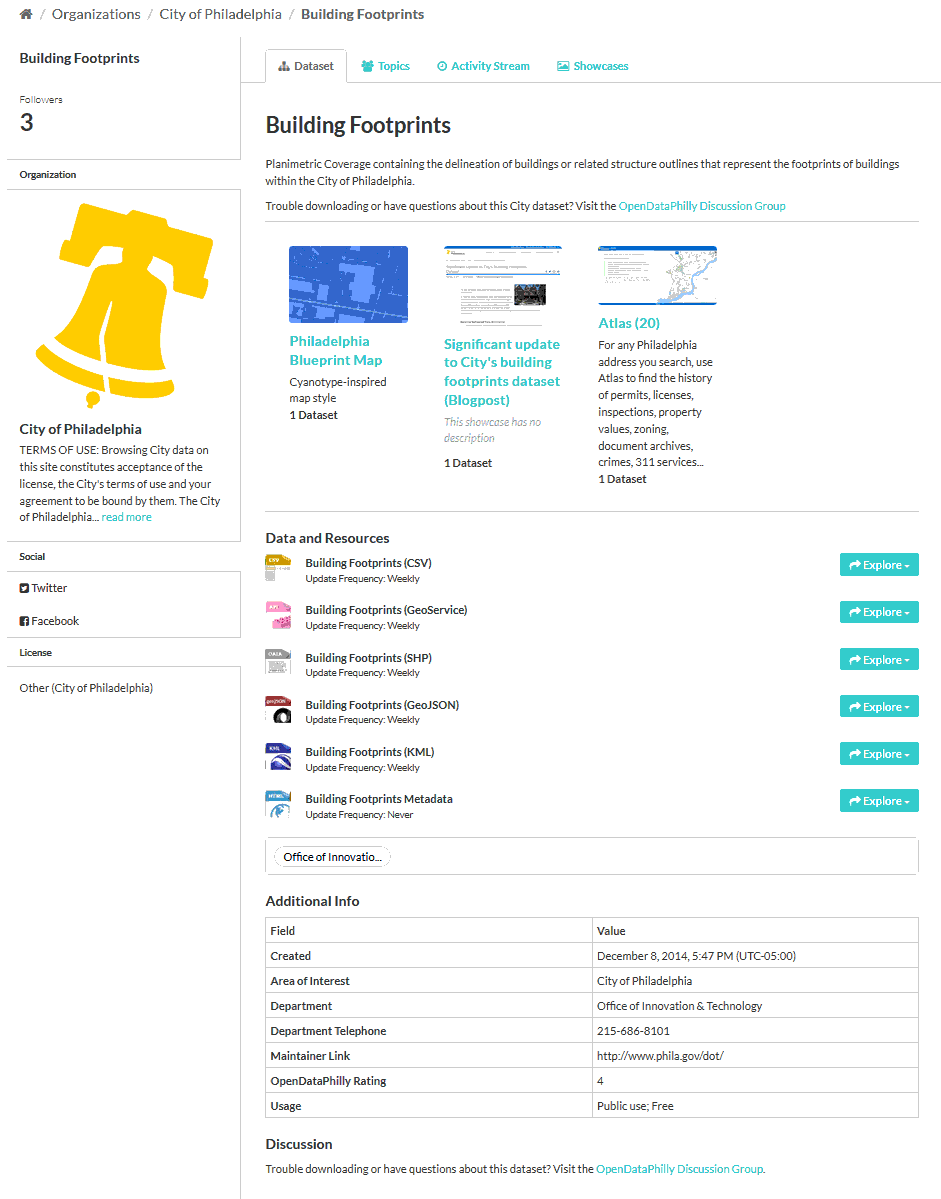 / Organizations / City of Philadelphia / Building Footprints
Building Footprints
Followers
3
Organization
City of Philadelphia
TERMS OF USE: Browsing City data on
this site constitutes acceptance of the
license, the City's terms of use and your
agreement to be bound by them. The City
of Philadelphia... read more
Social
Twitter
Facebook
License
Other (City of Philadelphia)
Dataset Topics Activity Stream Showcases
Building Footprints
Planimetric Coverage containing the delineation of buildings or related structure outlines that represent the footprints of buildings
within the City of Philadelphia.
Trouble downloading or have questions about this City dataset? Visit the OpenDataPhilly Discussion Group
Philadelphia
Blueprint Map
Cyanotype-inspired
map style
1 Dataset
Significant update
to City's building
footprints dataset
(Blogpost)
This showcase has no
description
1 Dataset
Atlas (20)
For any Philadelphia
address you search, use
Atlas to find the history
of permits, licenses,
inspections, property
values, zoning,
document archives,
crimes, 311 services...
1 Dataset
Data and Resources
Building Footprints (CSV)
Update Frequency: Weekly
Explore
API
Building Footprints (GeoService)
Update Frequency: Weekly
Explore
DATA
Building Footprints (SHP)
Update Frequency: Weekly
Explore
GeoJSON
Building Footprints (GeoJSON)
Update Frequency: Weekly
Explore
KML
Building Footprints (KML)
Update Frequency: Weekly
Explore
HTML
Building Footprints Metadata
Update Frequency: Never
Explore
Office of Innovatio...
Additional Info
Field Value
Created December 8, 2014, 5:47 PM (UTC-05:00)
Area of Interest City of Philadelphia
Department Office of Innovation & Technology
Department Telephone 215-686-8101
Maintainer Link http://www.phila.gov/dot/
OpenDataPhilly Rating 4
Usage Public use; Free
Discussion
Trouble downloading or have questions about this dataset? Visit the OpenDataPhilly Discussion Group.